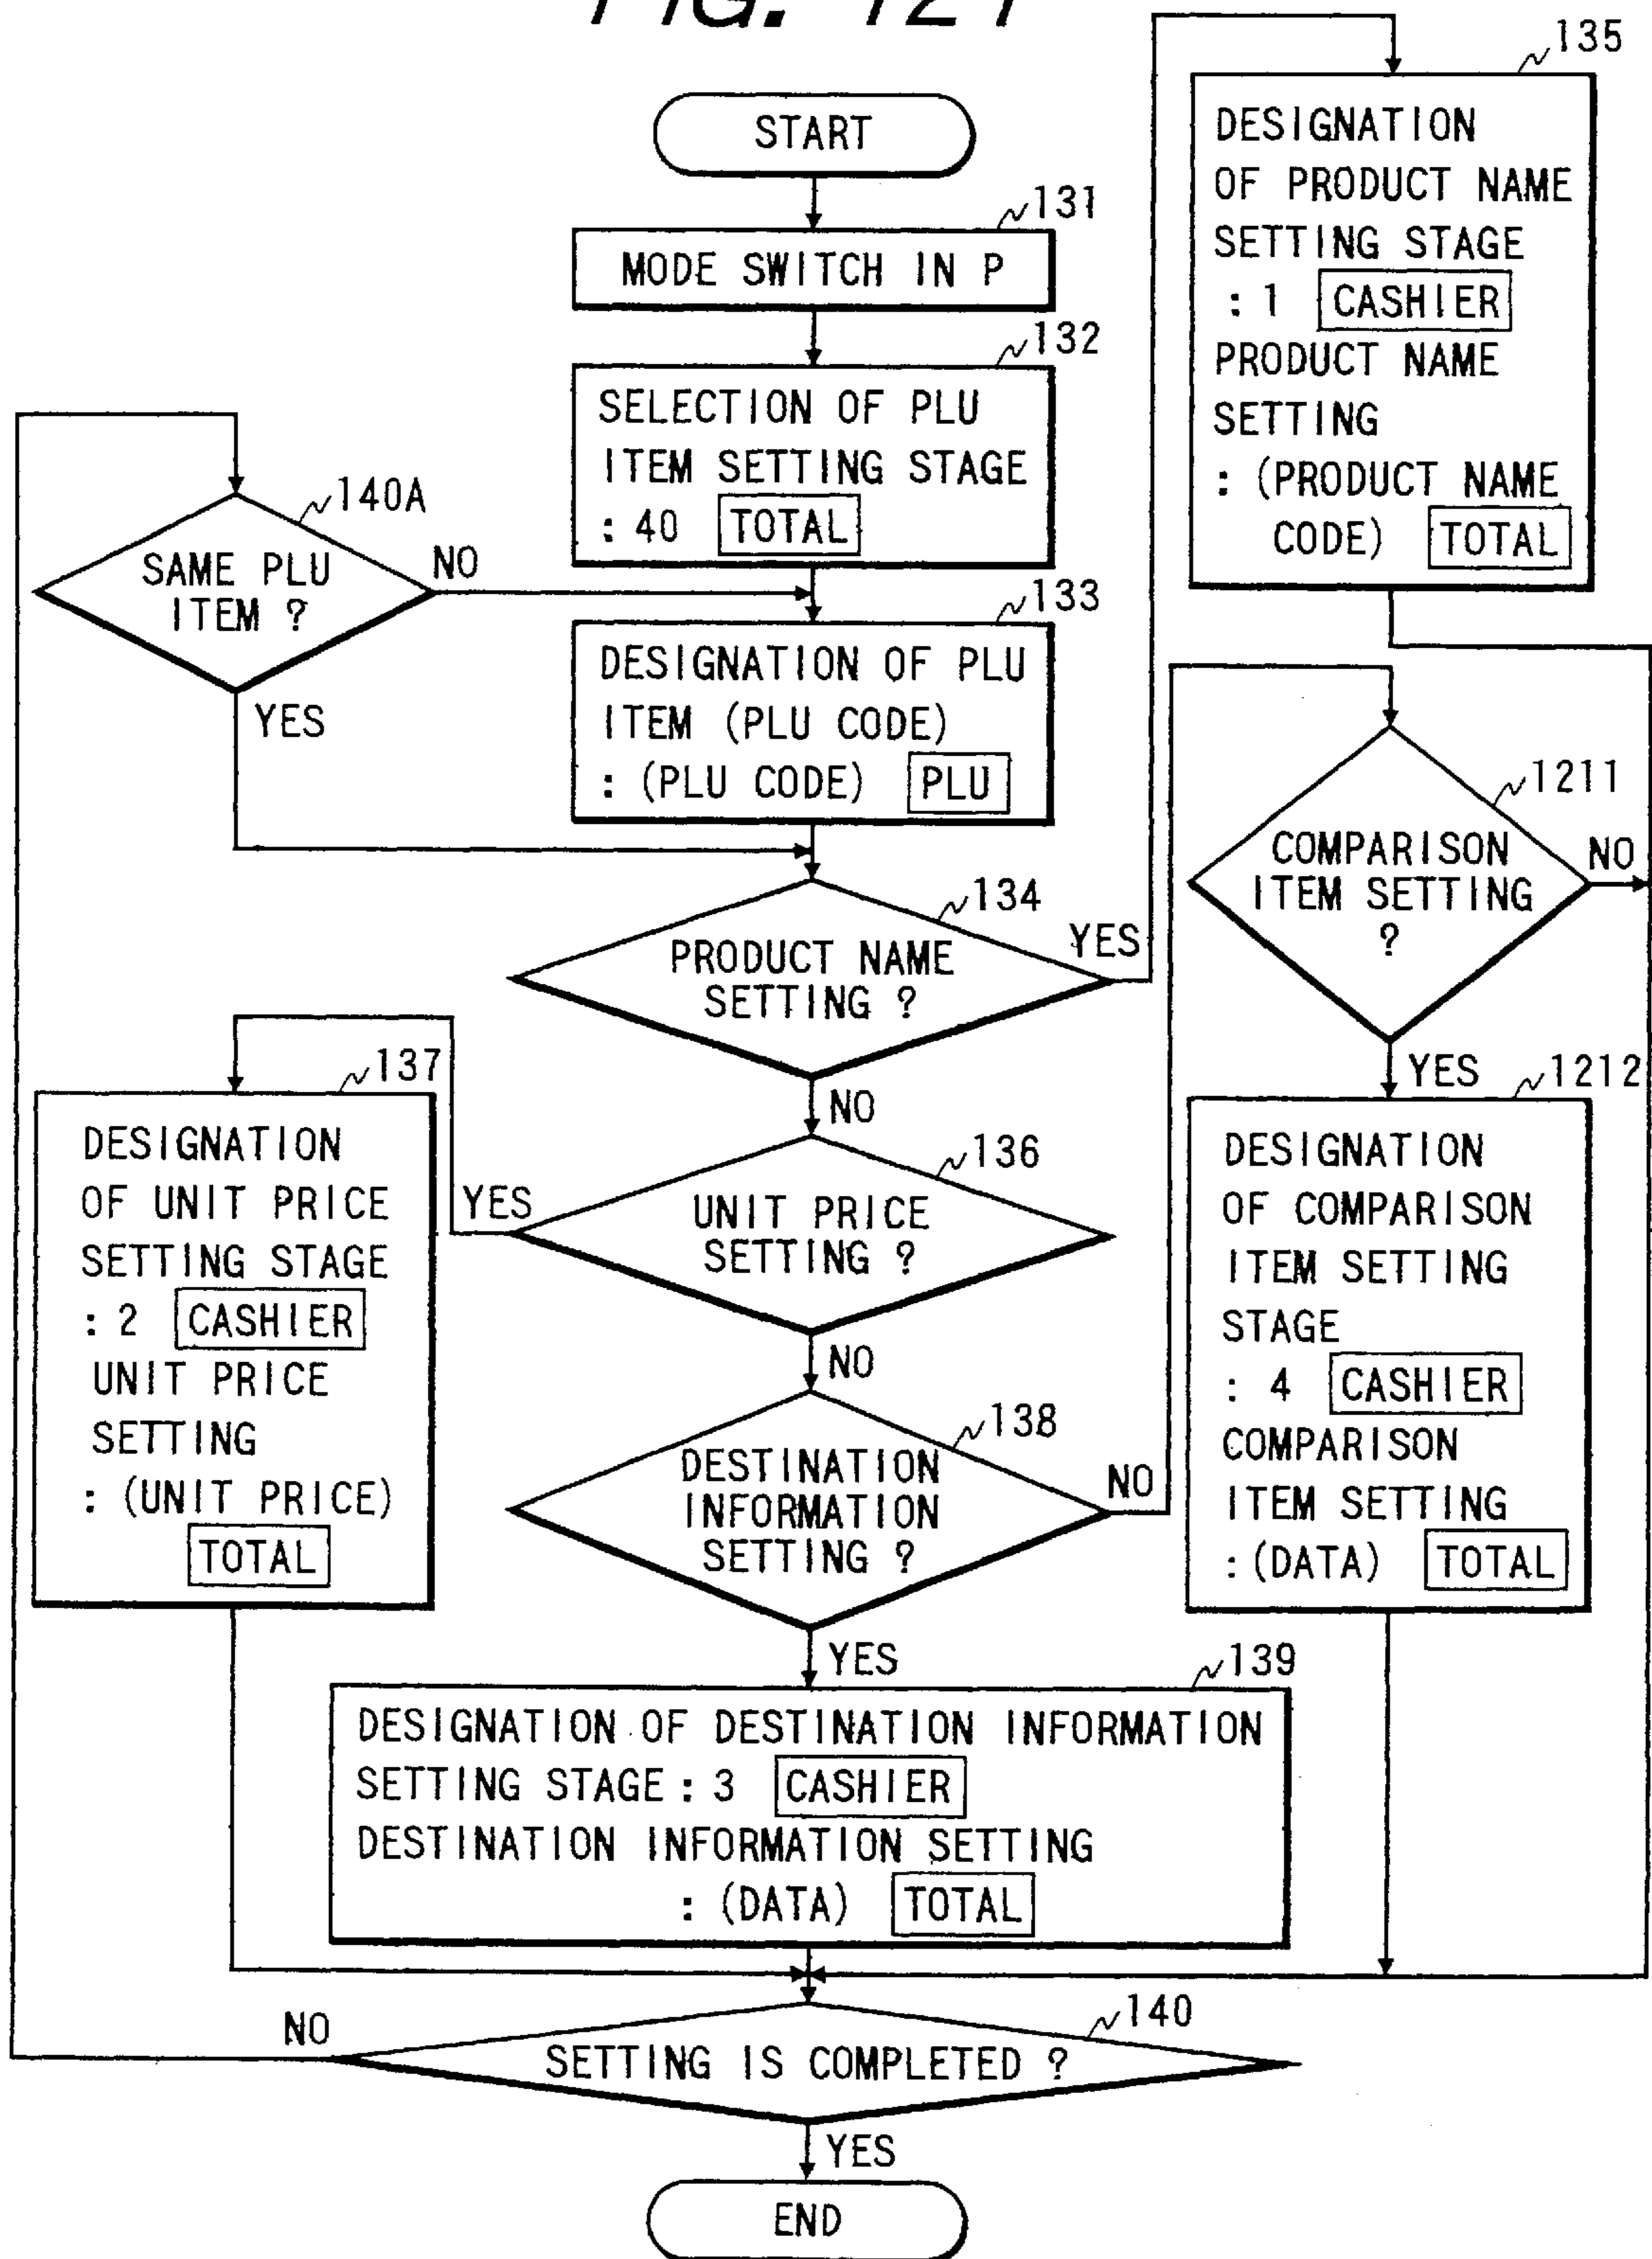 FIG. 121
START
131
MODE SWITCH IN P
132
SELECTION OF PLU
ITEM SETTING STAGE
: 40 TOTAL
140A
SAME PLU
ITEM ?
NO
YES
133
DESIGNATION OF PLU
ITEM (PLU CODE)
: (PLU CODE) PLU
134
PRODUCT NAME
SETTING ?
YES
NO
135
DESIGNATION
OF PRODUCT NAME
SETTING STAGE
: 1 CASHIER
PRODUCT NAME
SETTING
: (PRODUCT NAME
CODE) TOTAL
136
UNIT PRICE
SETTING ?
YES
NO
137
DESIGNATION
OF UNIT PRICE
SETTING STAGE
: 2 CASHIER
UNIT PRICE
SETTING
: (UNIT PRICE)
TOTAL
138
DESTINATION
INFORMATION
SETTING ?
NO
YES
1211
COMPARISON
ITEM SETTING
?
NO
YES
1212
DESIGNATION
OF COMPARISON
ITEM SETTING
STAGE
: 4 CASHIER
COMPARISON
ITEM SETTING
: (DATA) TOTAL
139
DESIGNATION OF DESTINATION INFORMATION
SETTING STAGE : 3 CASHIER
DESTINATION INFORMATION SETTING
: (DATA) TOTAL
140
SETTING IS COMPLETED ?
NO
YES
END